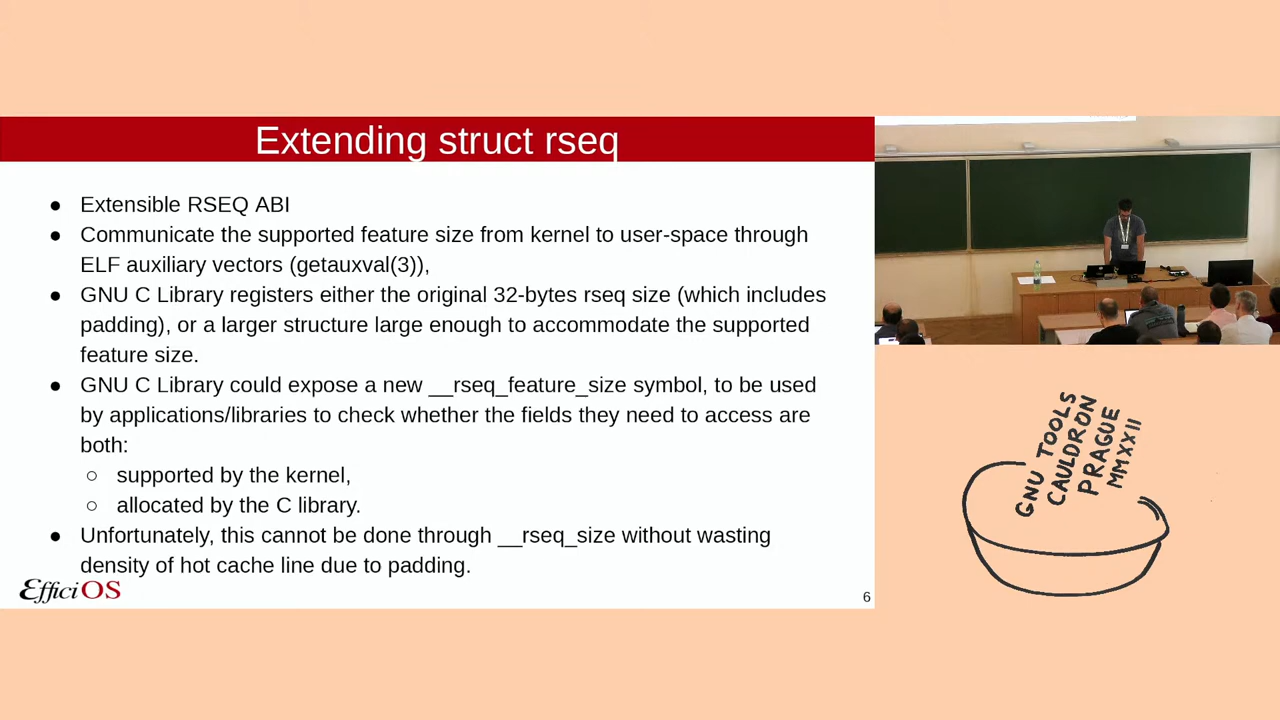 Extending struct rseq
● Extensible RSEQ ABI
● Communicate the supported feature size from kernel to user-space through
ELF auxiliary vectors (getauxval(3)),
● GNU C Library registers either the original 32-bytes rseq size (which includes
padding), or a larger structure large enough to accommodate the supported
feature size.
● GNU C Library could expose a new __rseq_feature_size symbol, to be used
by applications/libraries to check whether the fields they need to access are
both:
○ supported by the kernel,
○ allocated by the C library.
● Unfortunately, this cannot be done through __rseq_size without wasting
density of hot cache line due to padding.
EfficiOS
6
GNU TOOLS
CAULDRON
PRAGUE
MMXXII